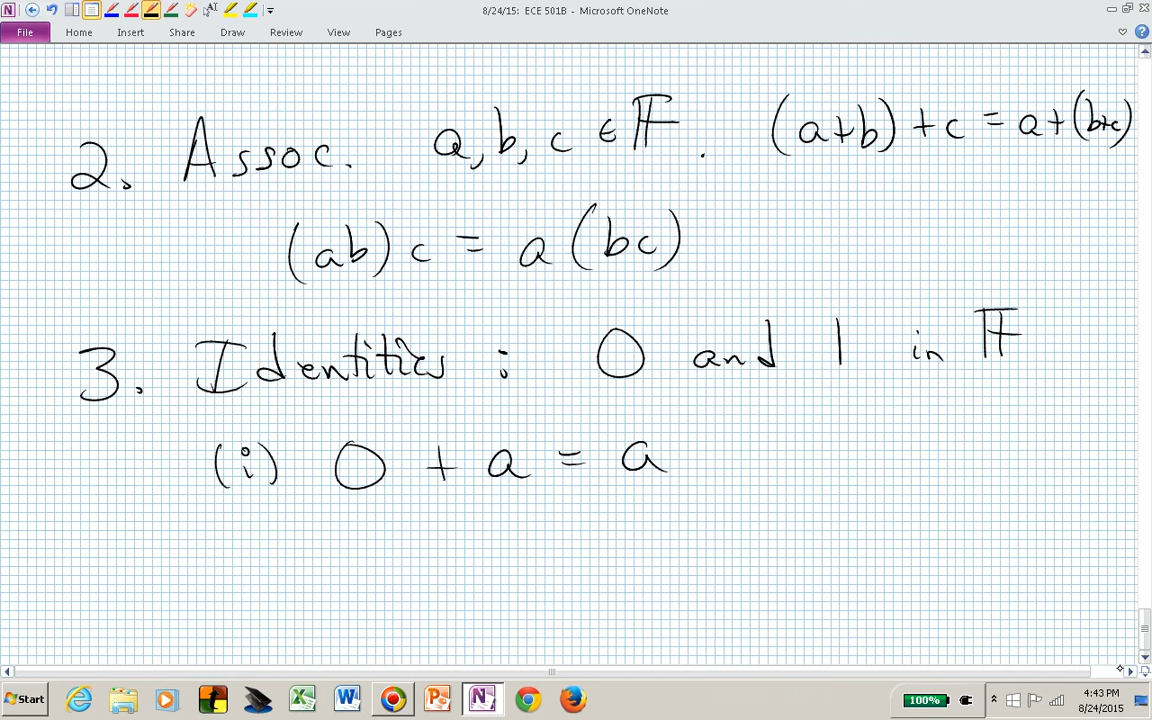 8/24/15: ECE 501B - Microsoft OneNote
File Home Insert Share Draw Review View Pages
2. Assoc. a, b, c ∈ 𝔽. (a+b)+c = a+(b+c)
(ab)c = a(bc)
3. Identities: 0 and 1 in 𝔽
(i) 0 + a = a
Start
100%
4:43 PM
8/24/2015